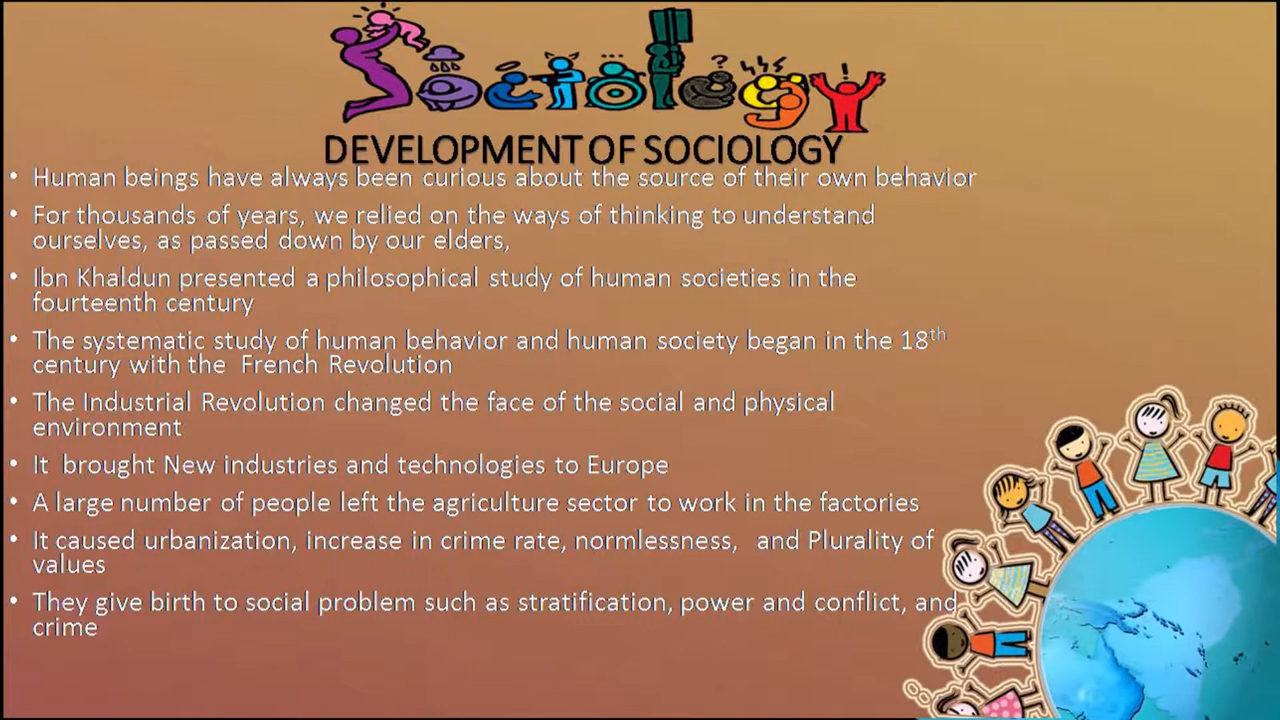 Sociology
DEVELOPMENT OF SOCIOLOGY
• Human beings have always been curious about the source of their own behavior
• For thousands of years, we relied on the ways of thinking to understand
ourselves, as passed down by our elders,
• Ibn Khaldun presented a philosophical study of human societies in the
fourteenth century
• The systematic study of human behavior and human society began in the 18th
century with the French Revolution
• The Industrial Revolution changed the face of the social and physical
environment
• It brought New industries and technologies to Europe
• A large number of people left the agriculture sector to work in the factories
• It caused urbanization, increase in crime rate, normlessness, and Plurality of
values
• They give birth to social problem such as stratification, power and conflict, and
crime